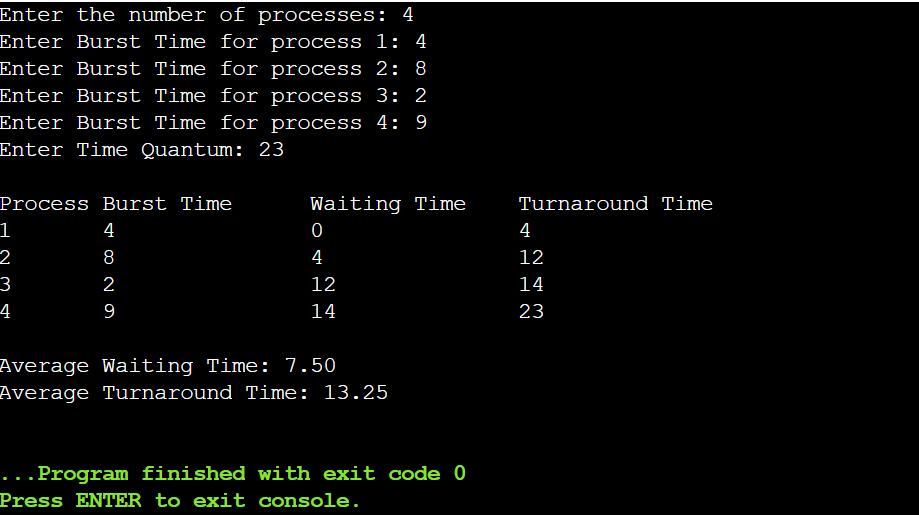 Enter the number of processes: 4
Enter Burst Time for process 1: 4
Enter Burst Time for process 2: 8
Enter Burst Time for process 3: 2
Enter Burst Time for process 4: 9
Enter Time Quantum: 23
Process Burst Time Waiting Time Turnaround Time
1 4 0 4
2 8 4 12
3 2 12 14
4 9 14 23
Average Waiting Time: 7.50
Average Turnaround Time: 13.25
...Program finished with exit code 0
Press ENTER to exit console.